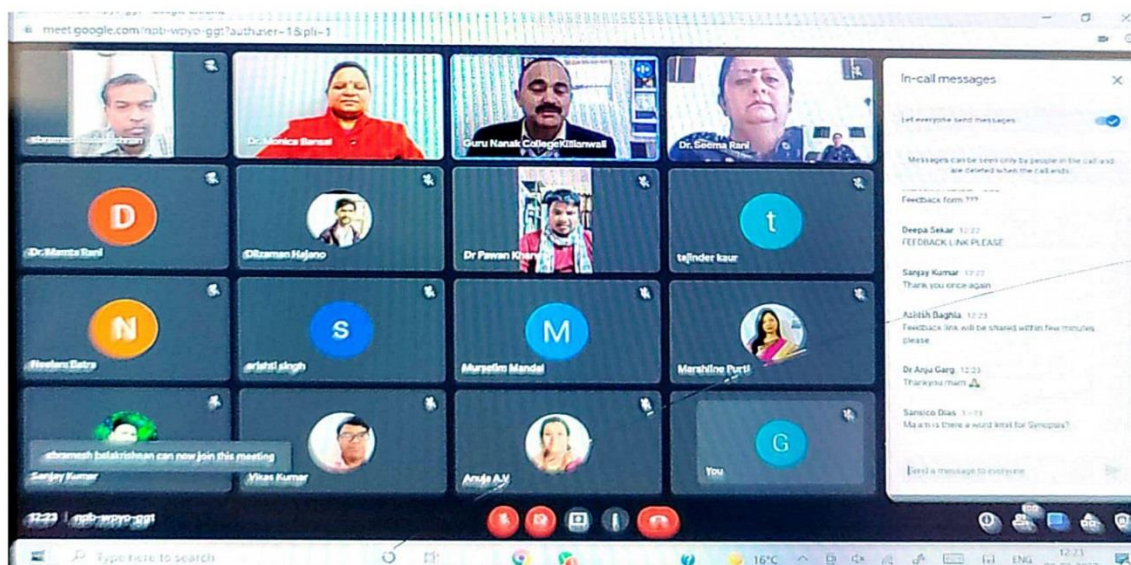 meet.google.com/npb-wpyo-ggt?authuser=1&pli=1
In-call messages
Let everyone send messages
Messages can be seen only by people in the call and
are deleted when the call ends.
Feedback form ???
Deepa Sekar 12:22
FEEDBACK LINK PLEASE
Sanjay Kumar 12:22
Thank you once again
Ashish Baghla 12:23
Feedback link will be shared within few minutes
please
Dr Anju Garg 12:23
Thankyou mam
Sansico Dias 12:23
Ma am is there a word limit for Synopsis?
Send a message to everyone
Dr. Monica Bansal
Guru Nanak CollegeKillianwali
Dr. Seema Rani
D
Dr. Mamta Rani
Dilzaman Hajano
Dr Pawan
t
tajinder kaur
N
Neelam Batra
S
srishti singh
M
Murselim Mandal
Marshiline Purti
abramesh balakrishnan can now join this meeting
Sanjay Kumar
Vikas Kumar
Anuja A.V
G
You
12:23 | npb-wpyo-ggt
Type here to search
16°C
ENG
12:23